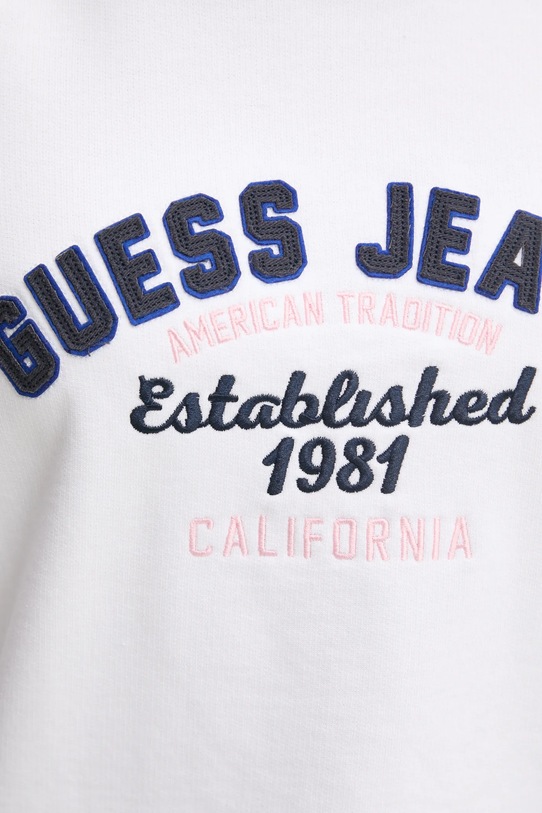 GUESS JEA
AMERICAN TRADITION
Established
1981
CALIFORNIA